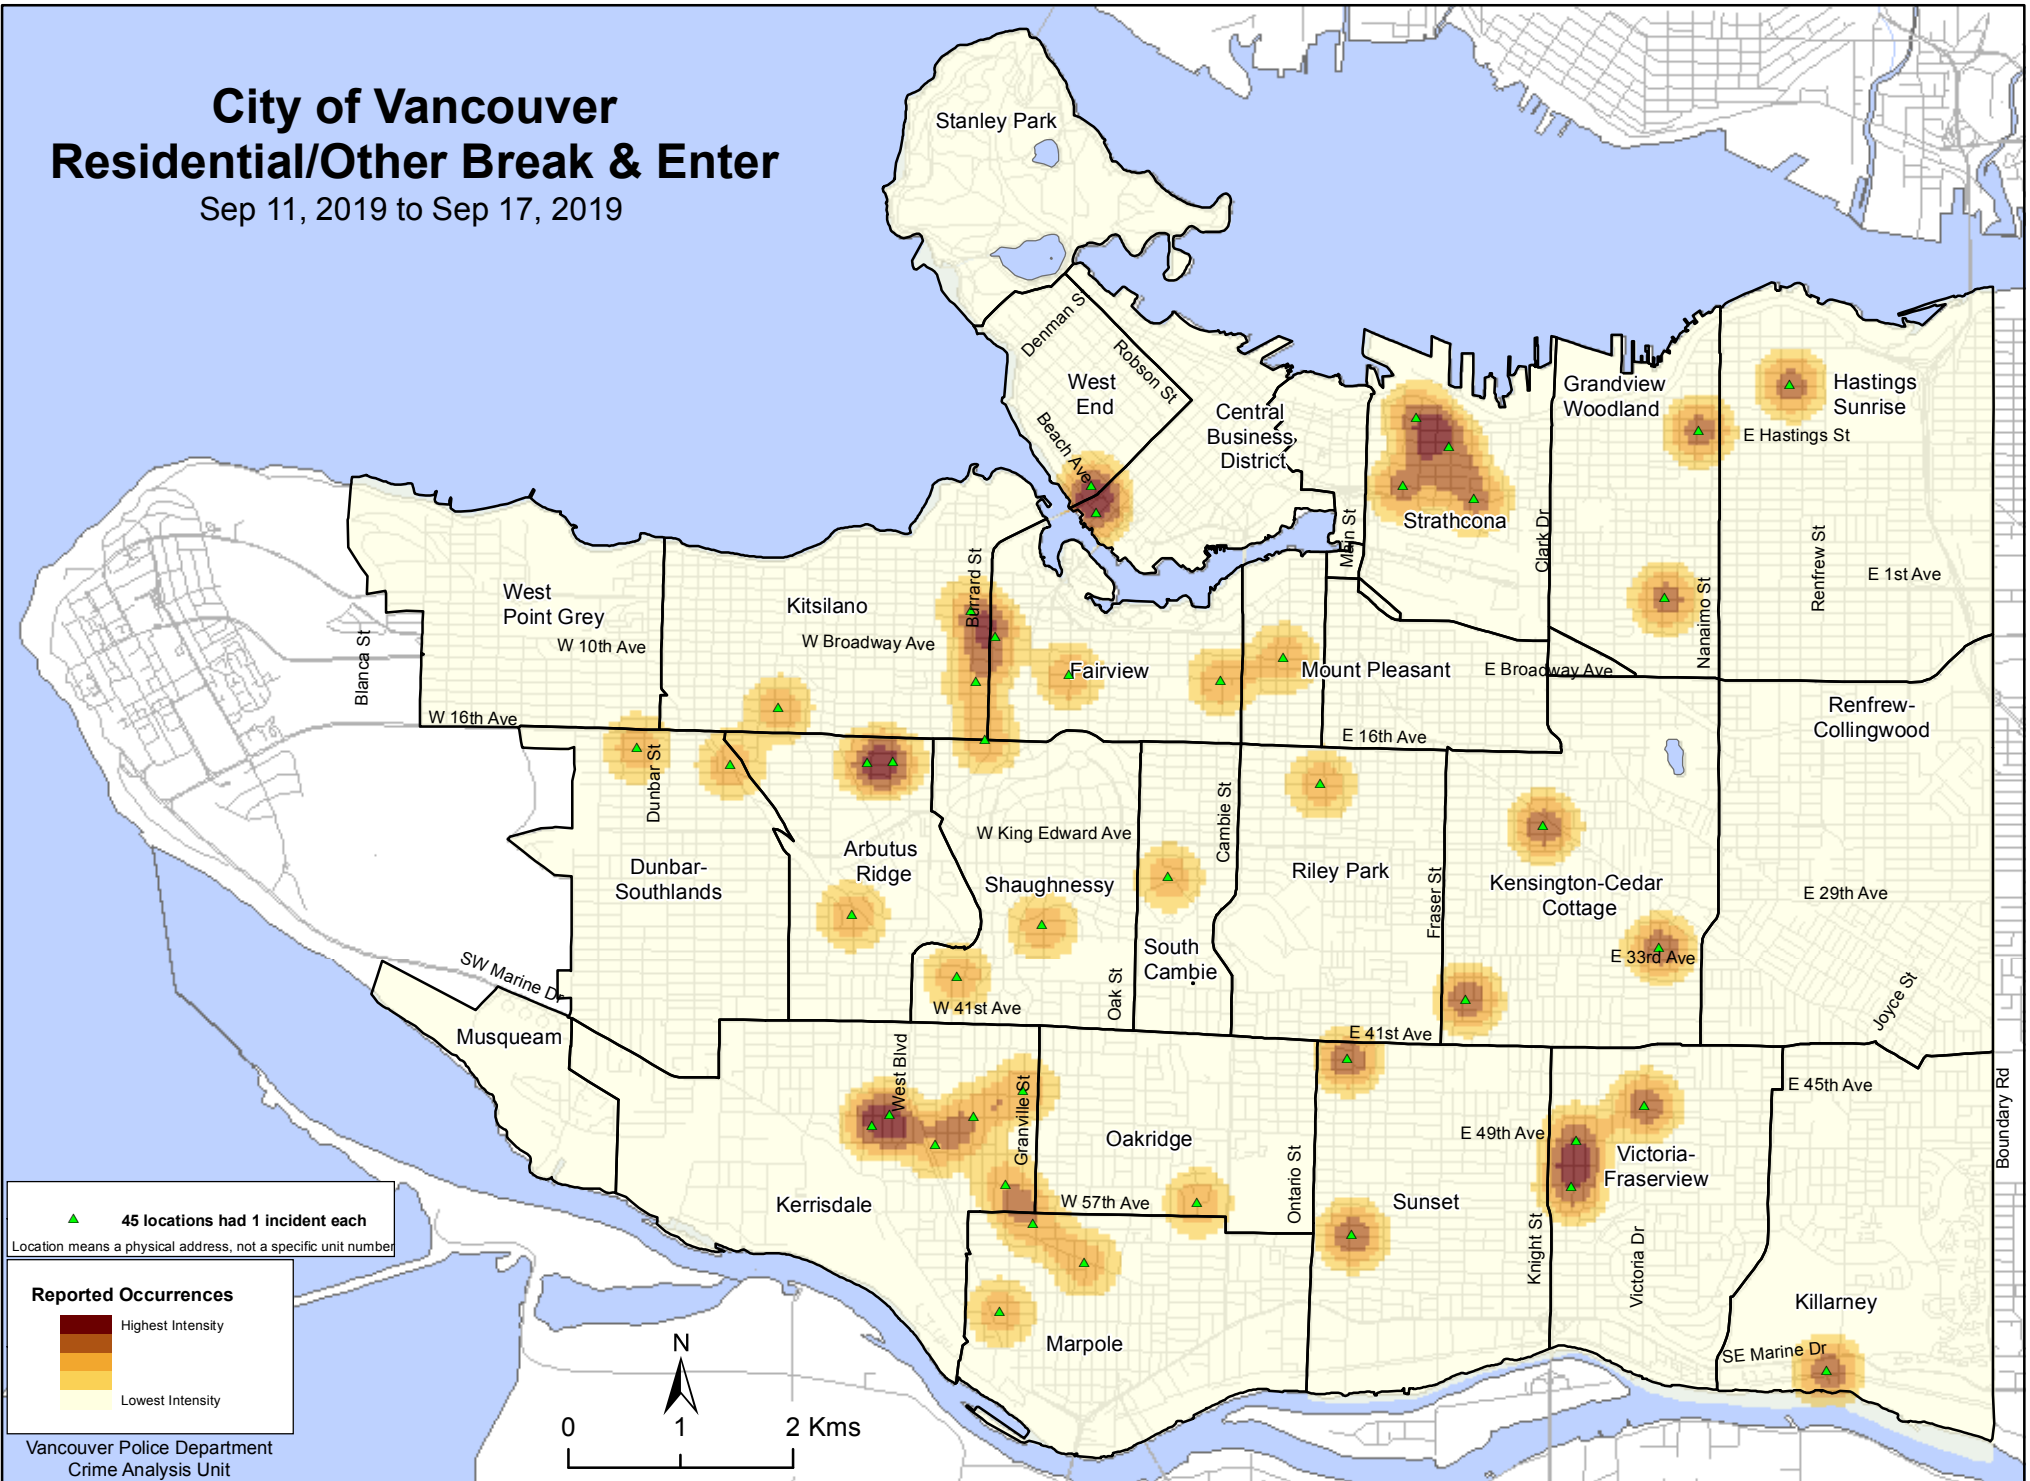 City of Vancouver
Residential/Other Break & Enter
Sep 11, 2019 to Sep 17, 2019
Stanley Park
Denman S
Robson St
West
End
Beach Ave
Central
Business
District
Grandview
Woodland
Hastings
Sunrise
E Hastings St
Strathcona
Main St
Clark Dr
Nanaimo St
Renfrew St
E 1st Ave
West
Point Grey
Kitsilano
Burrard St
W 10th Ave
W Broadway Ave
Blanca St
Fairview
Mount Pleasant
E Broadway Ave
W 16th Ave
E 16th Ave
Renfrew-
Collingwood
Dunbar St
Cambie St
W King Edward Ave
Arbutus
Ridge
Dunbar-
Southlands
Shaughnessy
Riley Park
Fraser St
Kensington-Cedar
Cottage
E 29th Ave
South
Cambie
Oak St
E 33rd Ave
SW Marine Dr
W 41st Ave
E 41st Ave
Joyce St
Musqueam
West Blvd
Granville St
E 45th Ave
Boundary Rd
Oakridge
E 49th Ave
Victoria-
Fraserview
Ontario St
Kerrisdale
W 57th Ave
Sunset
Knight St
Victoria Dr
Killarney
Marpole
SE Marine Dr
45 locations had 1 incident each
Location means a physical address, not a specific unit number
Reported Occurrences
Highest Intensity
Lowest Intensity
Vancouver Police Department
Crime Analysis Unit
N
0 1 2 Kms